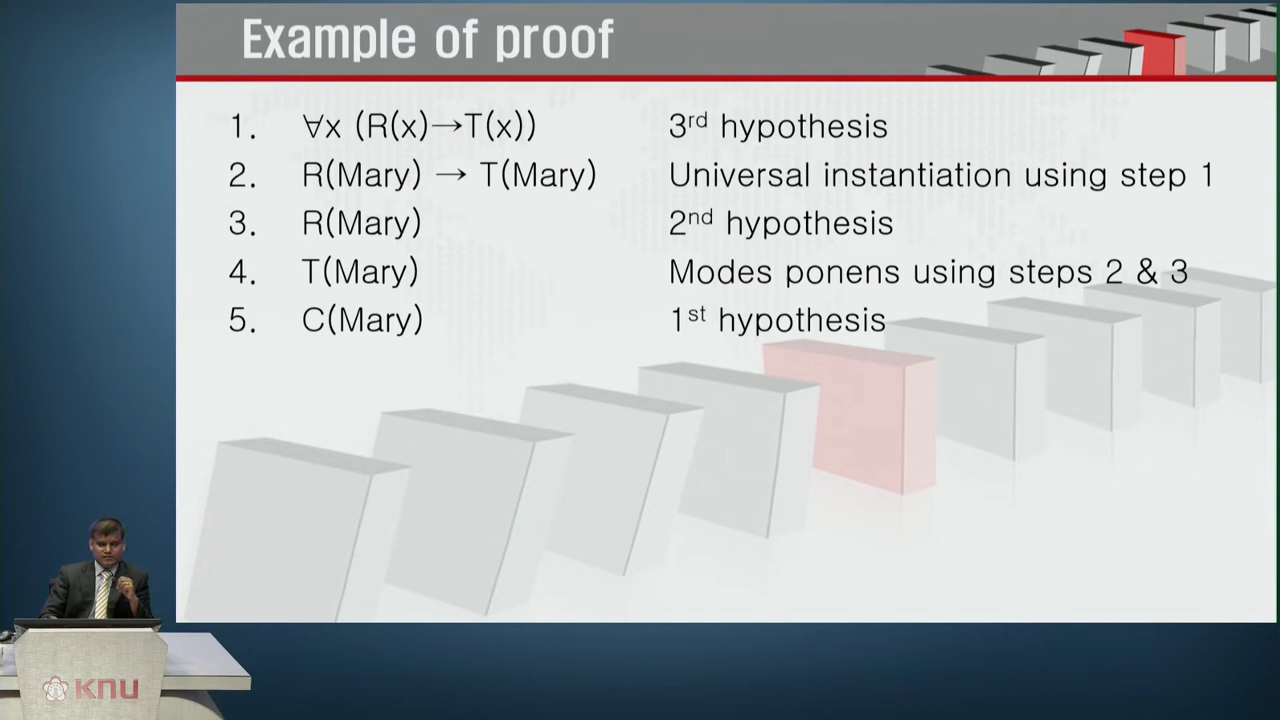 Example of proof
1. ∀x (R(x)→T(x)) 3rd hypothesis
2. R(Mary) → T(Mary) Universal instantiation using step 1
3. R(Mary) 2nd hypothesis
4. T(Mary) Modes ponens using steps 2 & 3
5. C(Mary) 1st hypothesis
KNU